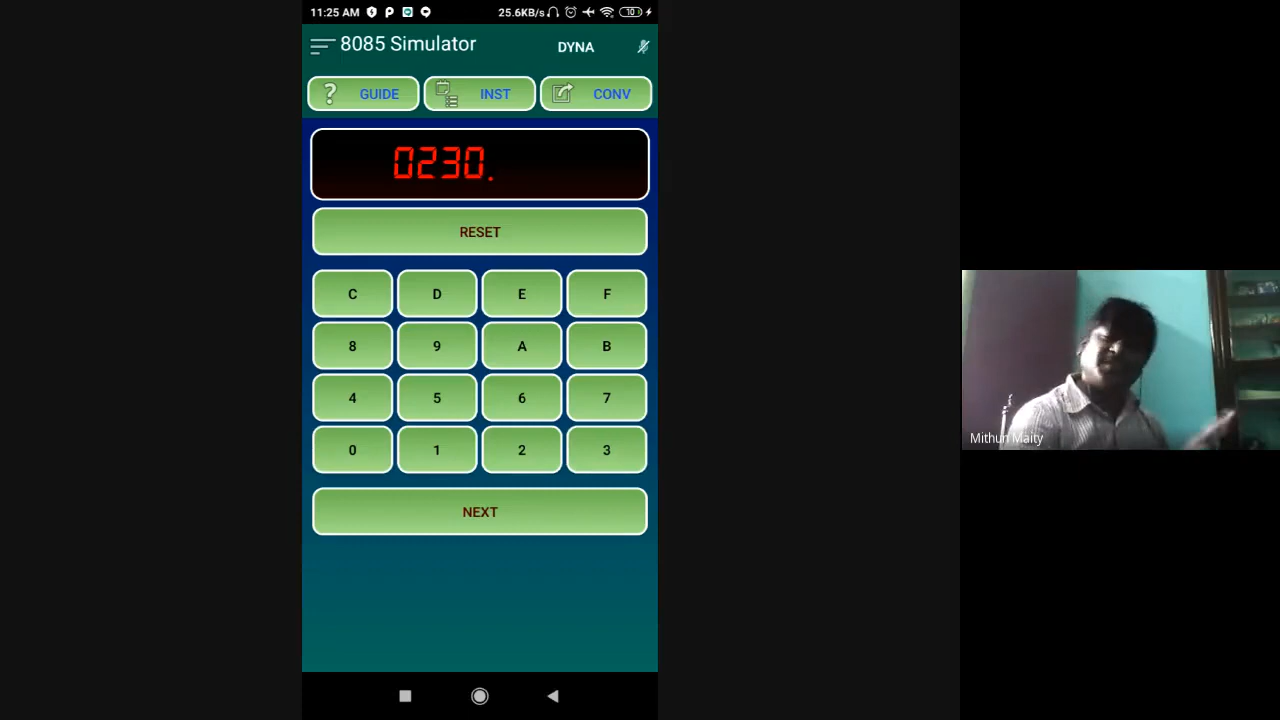 11:25 AM 25.6KB/s 10
8085 Simulator DYNA
? GUIDE INST CONV
0230.
RESET
C D E F
8 9 A B
4 5 6 7
0 1 2 3
NEXT
Mithun Maity